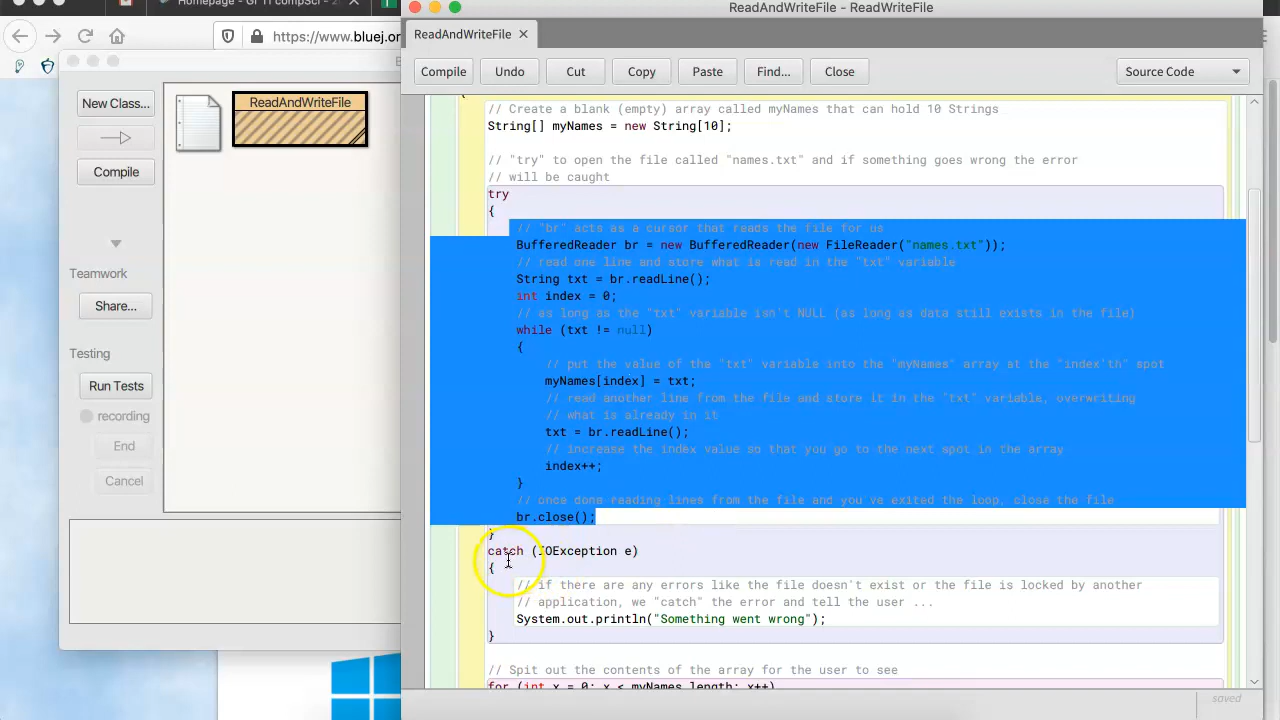 Homepage - Gr 11 compSci - 2
https://www.bluej.or
ReadAndWriteFile - ReadWriteFile
ReadAndWriteFile
Compile
Undo
Cut
Copy
Paste
Find...
Close
Source Code
New Class...
Compile
Teamwork
Share...
Testing
Run Tests
recording
End
Cancel
ReadAndWriteFile
// Create a blank (empty) array called myNames that can hold 10 Strings
String[] myNames = new String[10];
// "try" to open the file called "names.txt" and if something goes wrong the error
// will be caught
try
{
// "br" acts as a cursor that reads the file for us
BufferedReader br = new BufferedReader(new FileReader("names.txt"));
// read one line and store what is read in the "txt" variable
String txt = br.readLine();
int index = 0;
// as long as the "txt" variable isn't NULL (as long as data still exists in the file)
while (txt != null)
{
// put the value of the "txt" variable into the "myNames" array at the "index'th" spot
myNames[index] = txt;
// read another line from the file and store it in the "txt" variable, overwriting
// what is already in it
txt = br.readLine();
// increase the index value so that you go to the next spot in the array
index++;
}
// once done reading lines from the file and you've exited the loop, close the file
br.close();
}
catch (IOException e)
{
// if there are any errors like the file doesn't exist or the file is locked by another
// application, we "catch" the error and tell the user ...
System.out.println("Something went wrong");
}
// Spit out the contents of the array for the user to see
for (int x = 0; x < myNames.length; x++)
saved